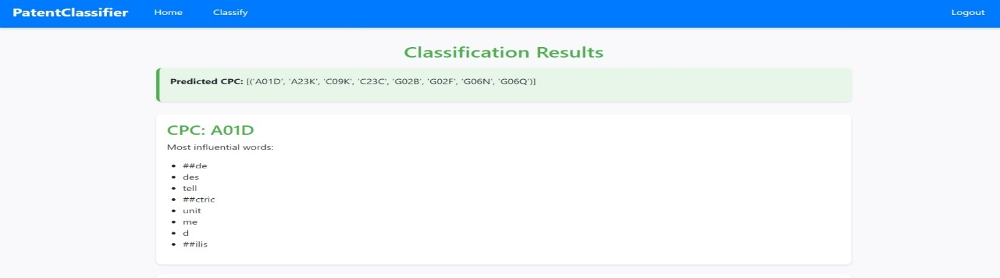 PatentClassifier Home Classify Logout
Classification Results
Predicted CPC: [('A01D', 'A23K', 'C09K', 'C23C', 'G02B', 'G02F', 'G06N', 'G06Q')]
CPC: A01D
Most influential words:
• ##de
• des
• tell
• ##ctric
• unit
• me
• d
• ##ilis